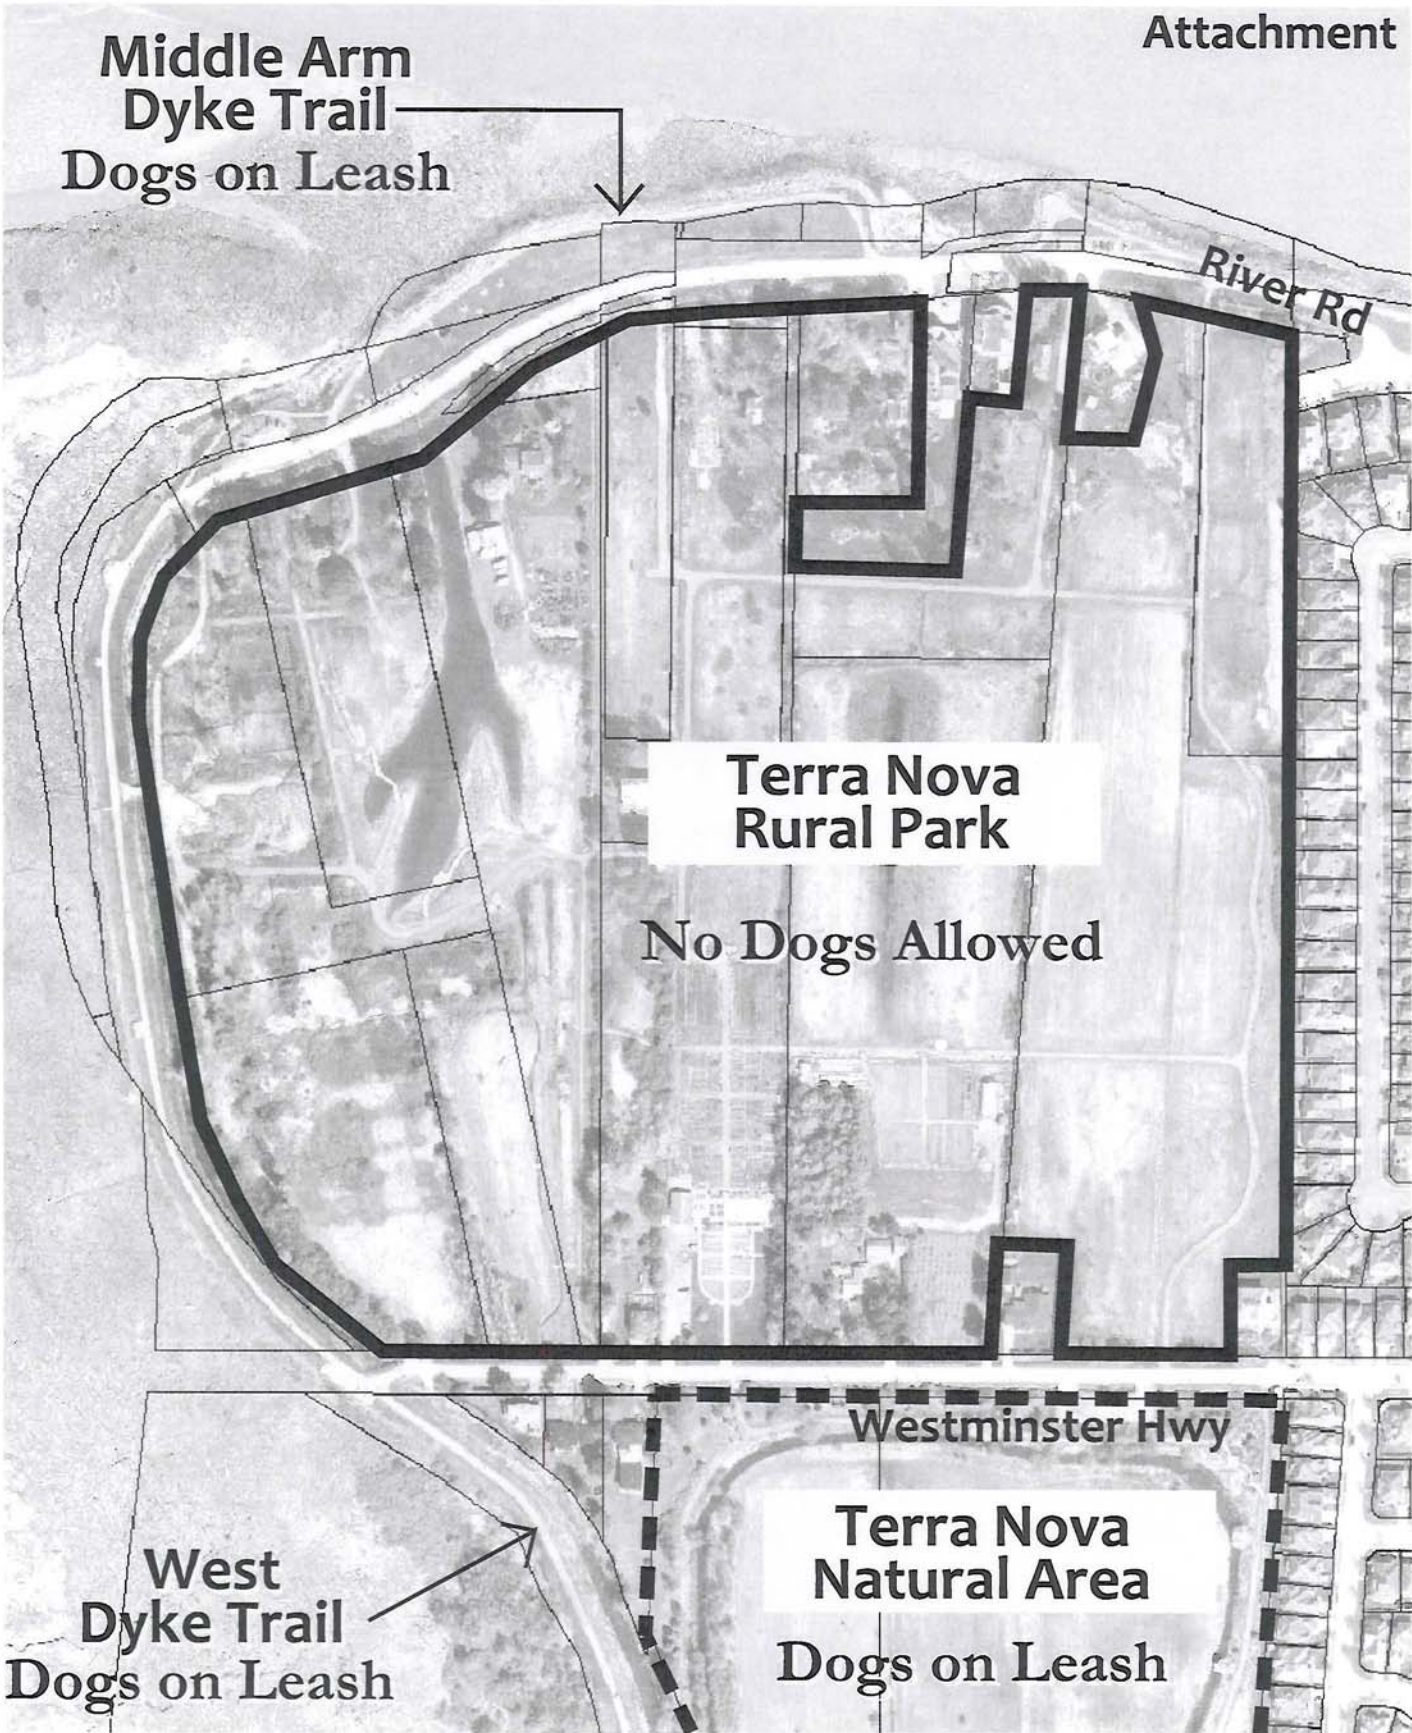 Attachment
Middle Arm
Dyke Trail
Dogs on Leash
River Rd
Terra Nova
Rural Park
No Dogs Allowed
Westminster Hwy
Terra Nova
Natural Area
Dogs on Leash
West
Dyke Trail
Dogs on Leash